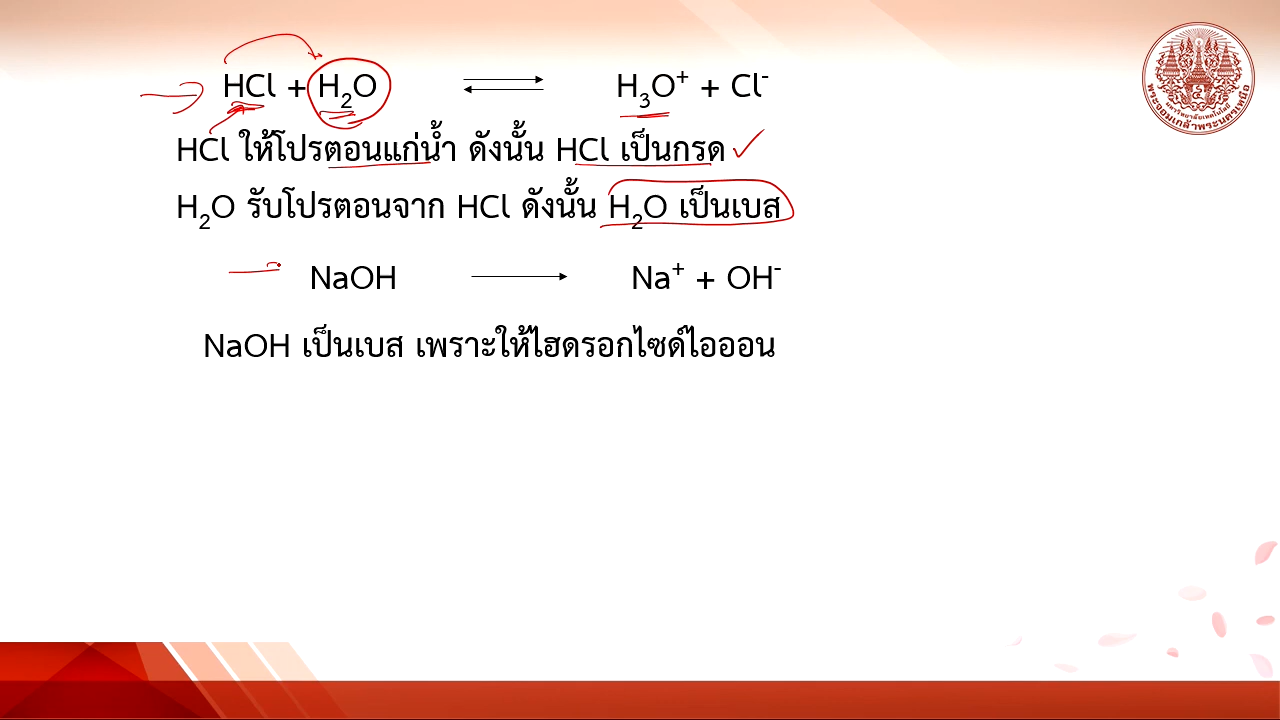 HCl + H₂O ⇌ H₃O⁺ + Cl⁻
HCl ให้โปรตอนแก่น้ำ ดังนั้น HCl เป็นกรด
H₂O รับโปรตอนจาก HCl ดังนั้น H₂O เป็นเบส
NaOH → Na⁺ + OH⁻
NaOH เป็นเบส เพราะให้ไฮดรอกไซด์ไอออน